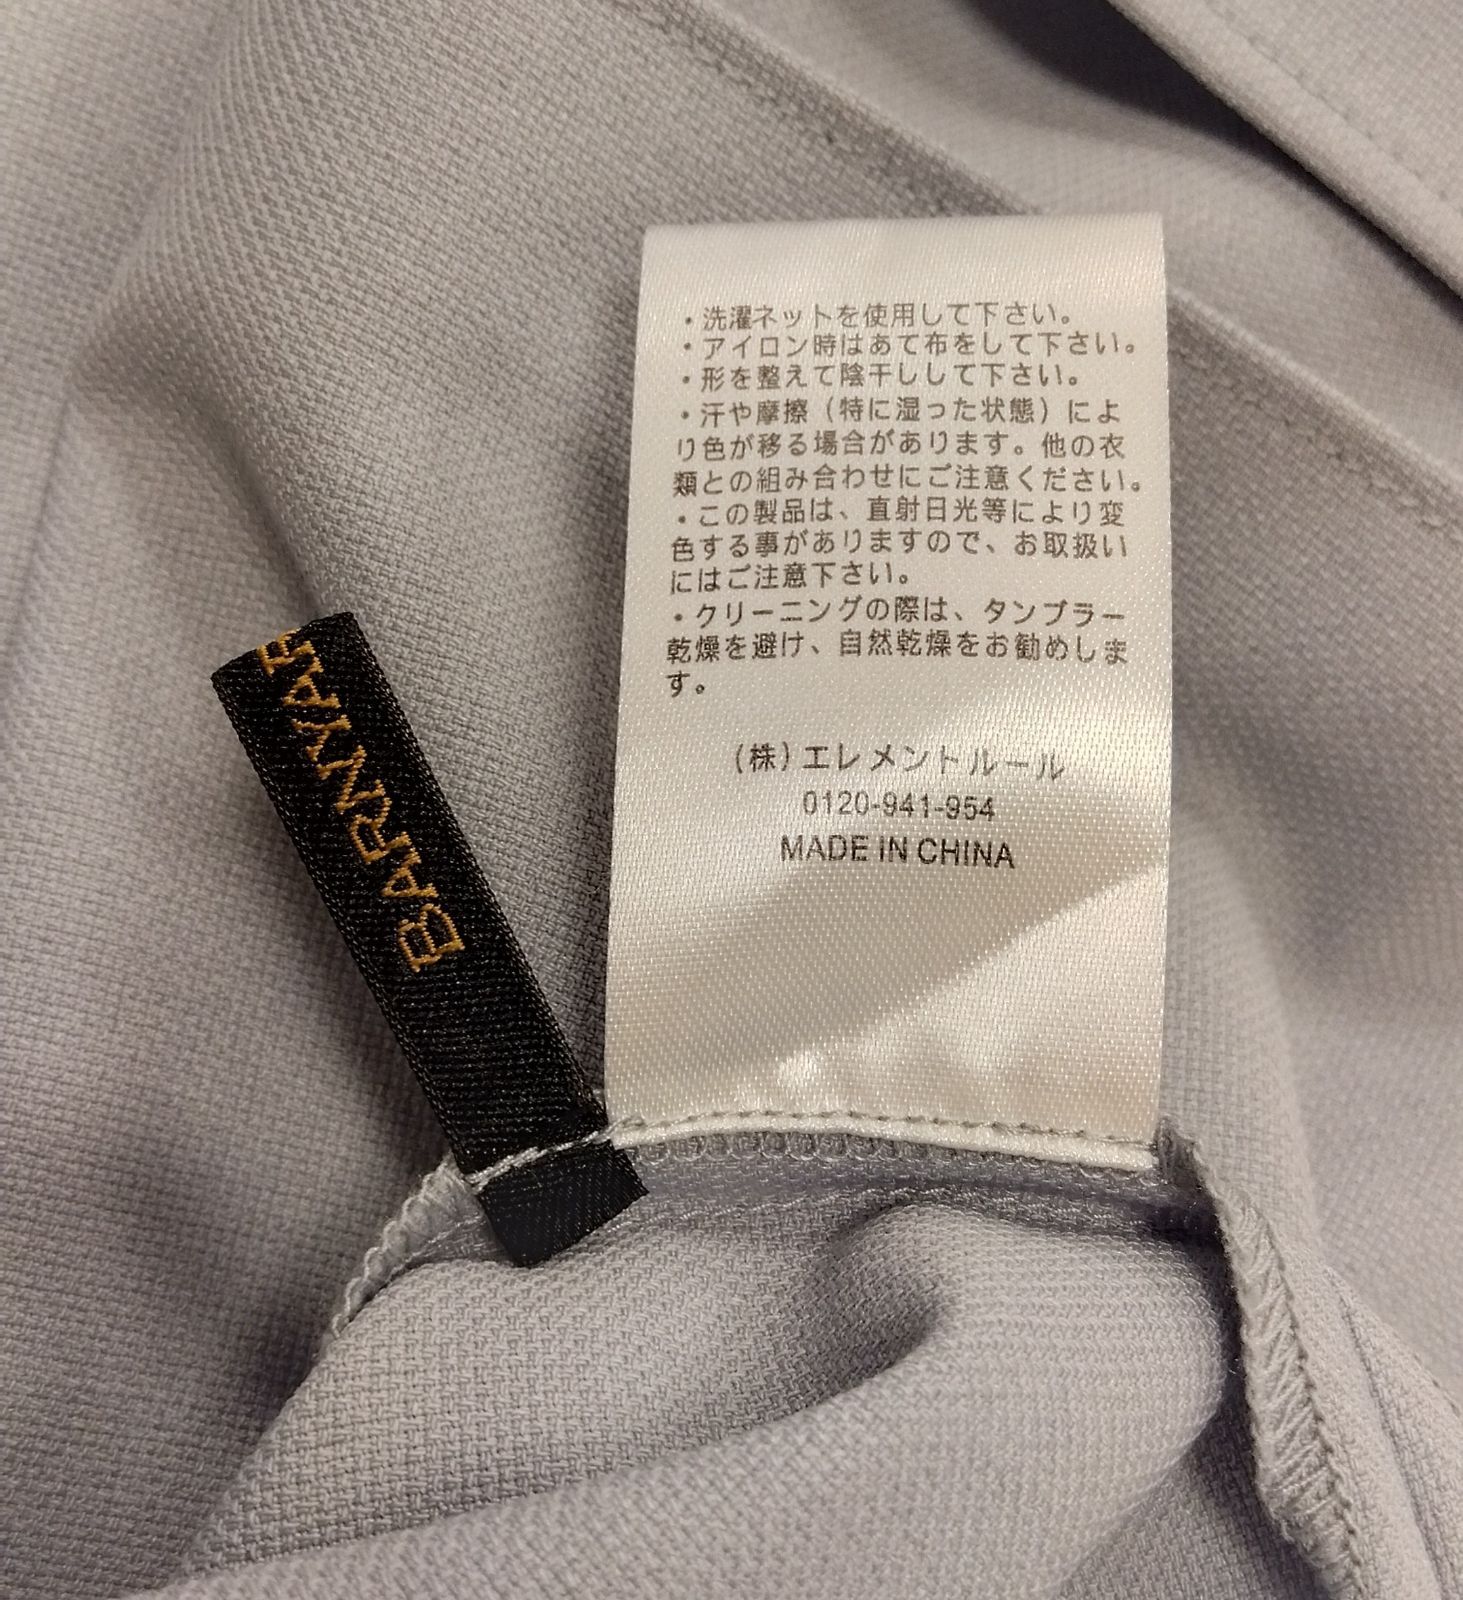 ・洗濯ネットを使用して下さい。
・アイロン時はあて布をして下さい。
・形を整えて陰干しして下さい。
・汗や摩擦（特に湿った状態）によ
り色が移る場合があります。他の衣
類との組み合わせにご注意ください。
・この製品は、直射日光等により変
色する事がありますので、お取扱い
にはご注意下さい。
・クリーニングの際は、タンブラー
乾燥を避け、自然乾燥をお勧めしま
す。
(株)エレメントルール
0120-941-954
MADE IN CHINA
BARNYAR